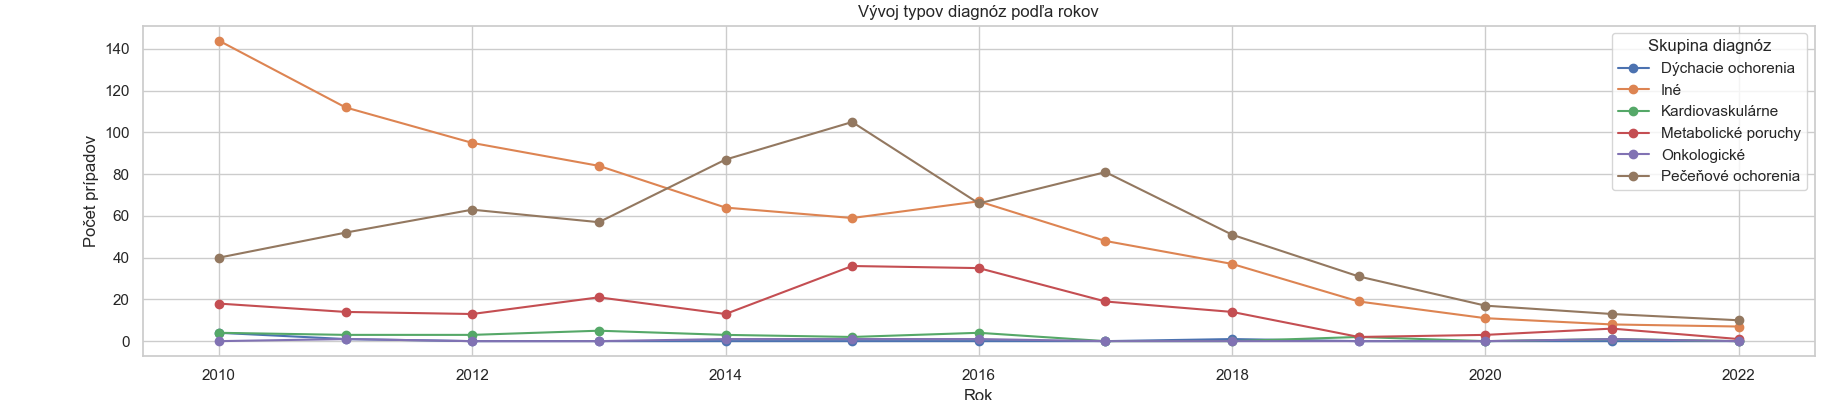 Vývoj typov diagnóz podľa rokov
Počet prípadov
140
120
100
80
60
40
20
0
2010
2012
2014
2016
2018
2020
2022
Rok
Skupina diagnóz
Dýchacie ochorenia
Iné
Kardiovaskulárne
Metabolické poruchy
Onkologické
Pečeňové ochorenia